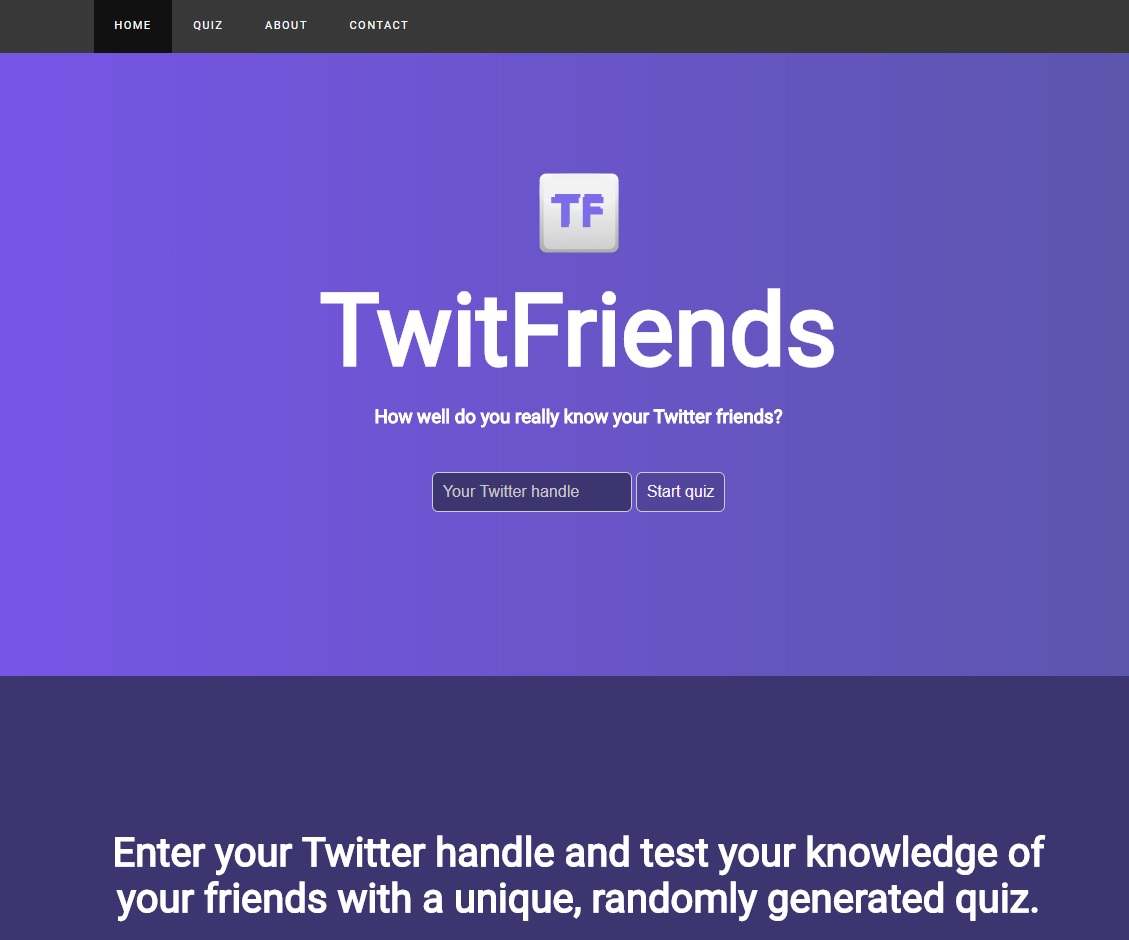 HOME QUIZ ABOUT CONTACT
TF
TwitFriends
How well do you really know your Twitter friends?
Your Twitter handle Start quiz
Enter your Twitter handle and test your knowledge of
your friends with a unique, randomly generated quiz.